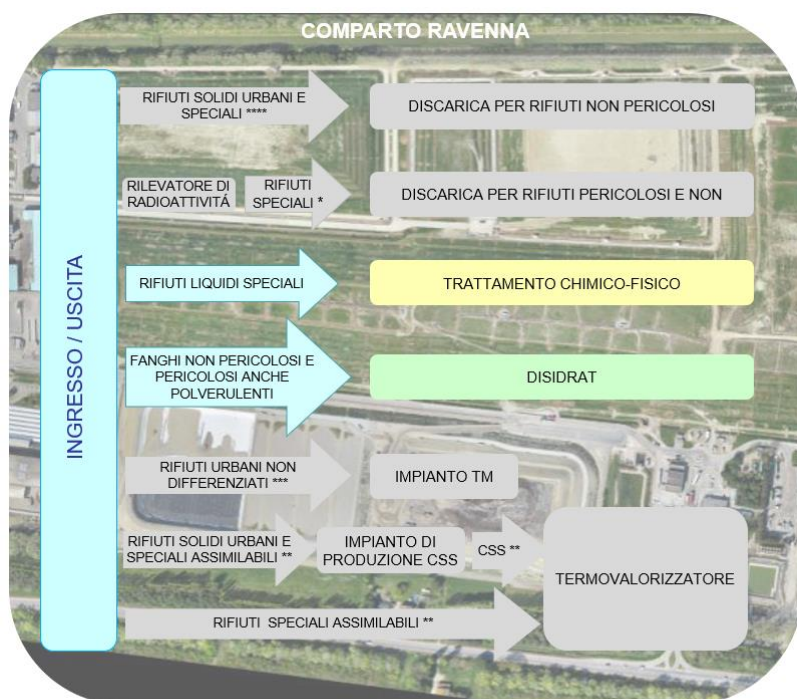 COMPARTO RAVENNA
INGRESSO / USCITA
RIFIUTI SOLIDI URBANI E
SPECIALI ****
DISCARICA PER RIFIUTI NON PERICOLOSI
RILEVATORE DI
RADIOATTIVITÁ
RIFIUTI
SPECIALI *
DISCARICA PER RIFIUTI PERICOLOSI E NON
RIFIUTI LIQUIDI SPECIALI
TRATTAMENTO CHIMICO-FISICO
FANGHI NON PERICOLOSI E
PERICOLOSI ANCHE
POLVERULENTI
DISIDRAT
RIFIUTI URBANI NON
DIFFERENZIATI ***
IMPIANTO TM
RIFIUTI SOLIDI URBANI E
SPECIALI ASSIMILABILI **
IMPIANTO DI
PRODUZIONE CSS
CSS **
TERMOVALORIZZATORE
RIFIUTI SPECIALI ASSIMILABILI **